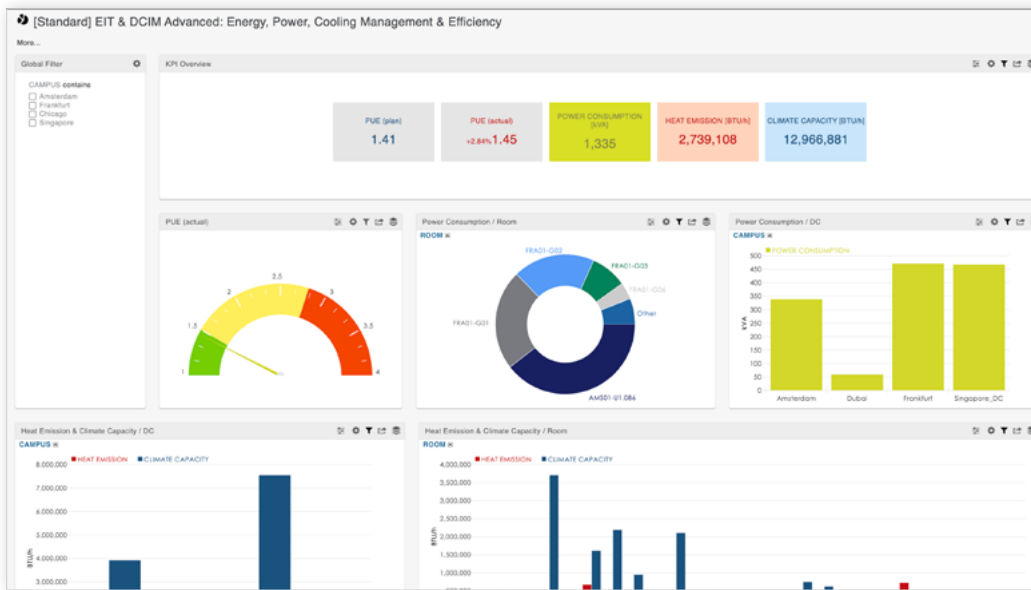 [Standard] EIT & DCIM Advanced: Energy, Power, Cooling Management & Efficiency
More...
Global Filter
CAMPUS contains
Amsterdam
Frankfurt
Chicago
Singapore
KPI Overview
PUE (plan)
1.41
PUE (actual)
+2.84% 1.45
POWER CONSUMPTION
[kVA]
1,335
HEAT EMISSION [BTU/h]
2,739,108
CLIMATE CAPACITY [BTU/h]
12,966,881
PUE (actual)
1
1.5
2
2.5
3
3.5
4
Power Consumption / Room
ROOM
FRA01-G02
FRA01-G03
FRA01-G06
Other
FRA01-G01
AMS01-U1.086
Power Consumption / DC
CAMPUS
POWER CONSUMPTION
500
450
400
350
300
250
200
150
100
50
0
kVA
Amsterdam
Dubai
Frankfurt
Singapore_DC
Heat Emission & Climate Capacity / DC
CAMPUS
HEAT EMISSION
CLIMATE CAPACITY
8,000,000
7,000,000
6,000,000
5,000,000
4,000,000
3,000,000
BTU/h
Heat Emission & Climate Capacity / Room
ROOM
HEAT EMISSION
CLIMATE CAPACITY
4,000,000
3,500,000
3,000,000
2,500,000
2,000,000
1,500,000
1,000,000
BTU/h